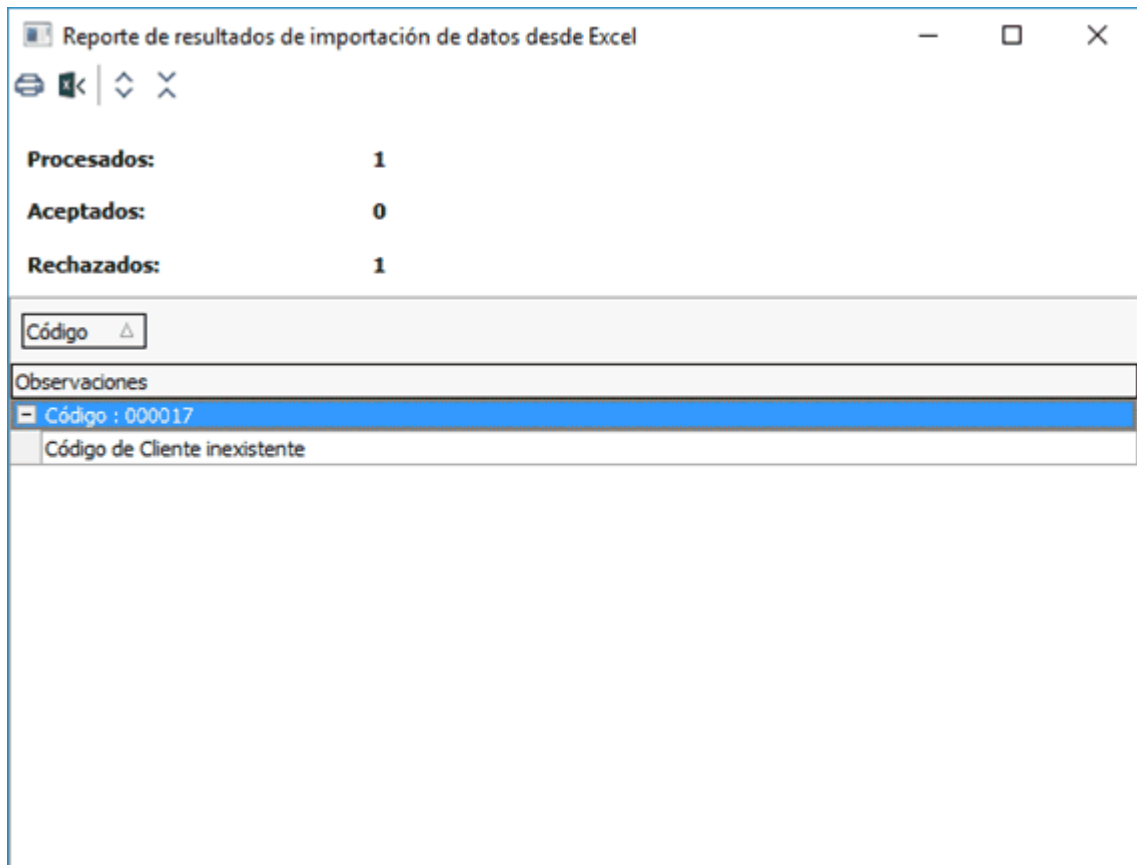 Reporte de resultados de importación de datos desde Excel
Procesados: 1
Aceptados: 0
Rechazados: 1
Código
Observaciones
Código : 000017
Código de Cliente inexistente